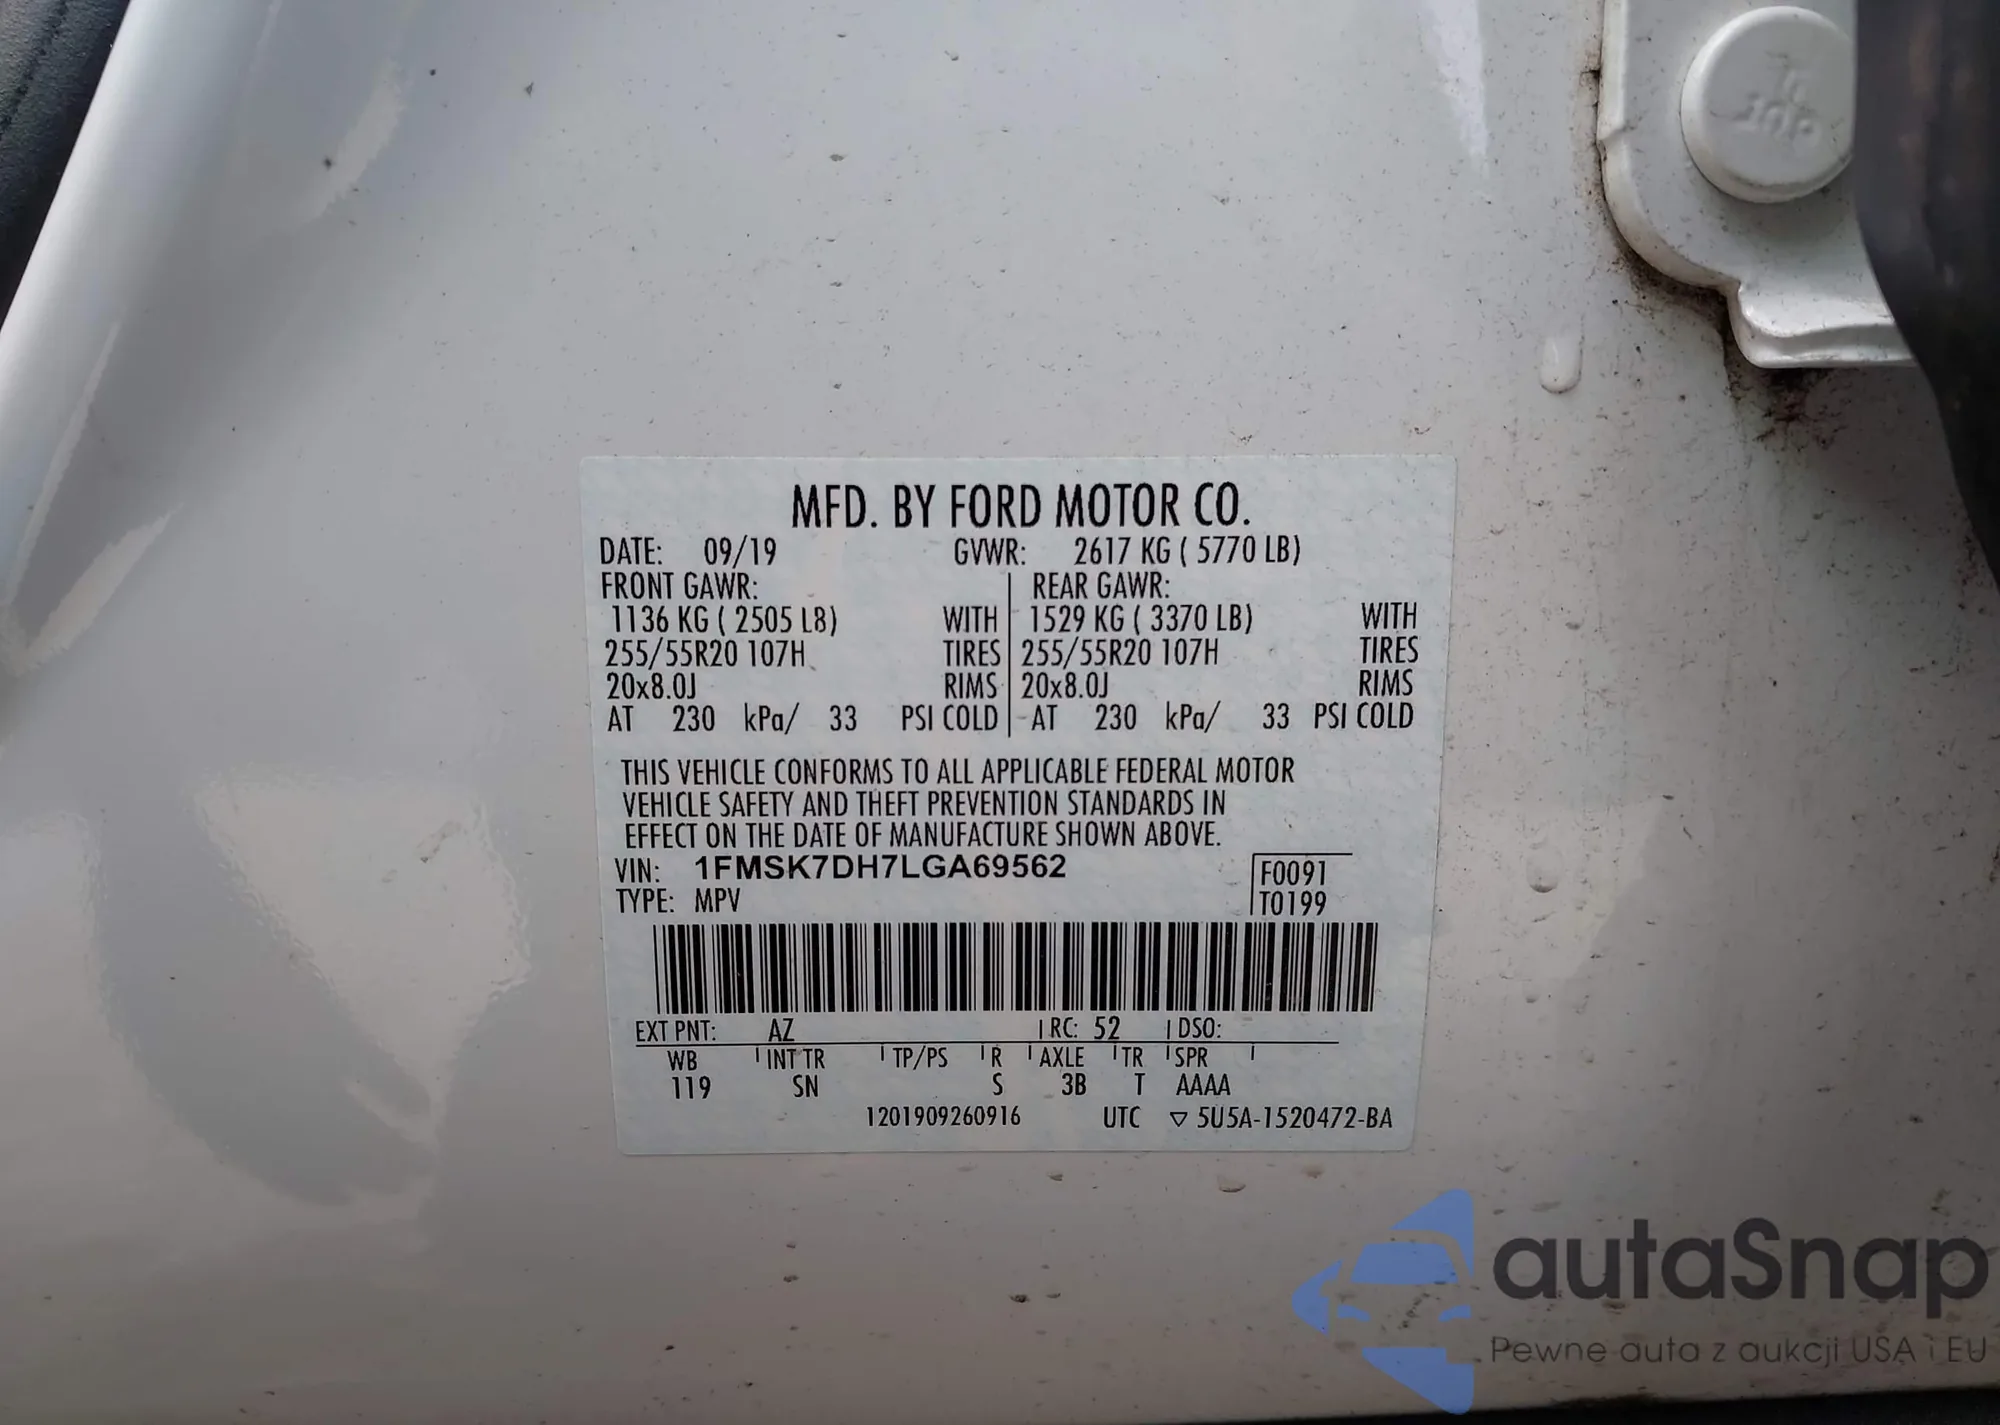 MFD. BY FORD MOTOR CO.
DATE: 09/19 GVWR: 2617 KG ( 5770 LB)
FRONT GAWR: REAR GAWR:
1136 KG ( 2505 LB) WITH 1529 KG ( 3370 LB) WITH
255/55R20 107H TIRES 255/55R20 107H TIRES
20x8.0J RIMS 20x8.0J RIMS
AT 230 kPa/ 33 PSI COLD AT 230 kPa/ 33 PSI COLD
THIS VEHICLE CONFORMS TO ALL APPLICABLE FEDERAL MOTOR
VEHICLE SAFETY AND THEFT PREVENTION STANDARDS IN
EFFECT ON THE DATE OF MANUFACTURE SHOWN ABOVE.
VIN: 1FMSK7DH7LGA69562 F0091
TYPE: MPV T0199
EXT PNT: AZ RC: 52 DSO:
WB INT TR TP/PS R AXLE TR SPR
119 SN S 3B T AAAA
1201909260916 UTC ▽ 5U5A-1520472-BA
autaSnap
Pewne auta z aukcji USA i EU